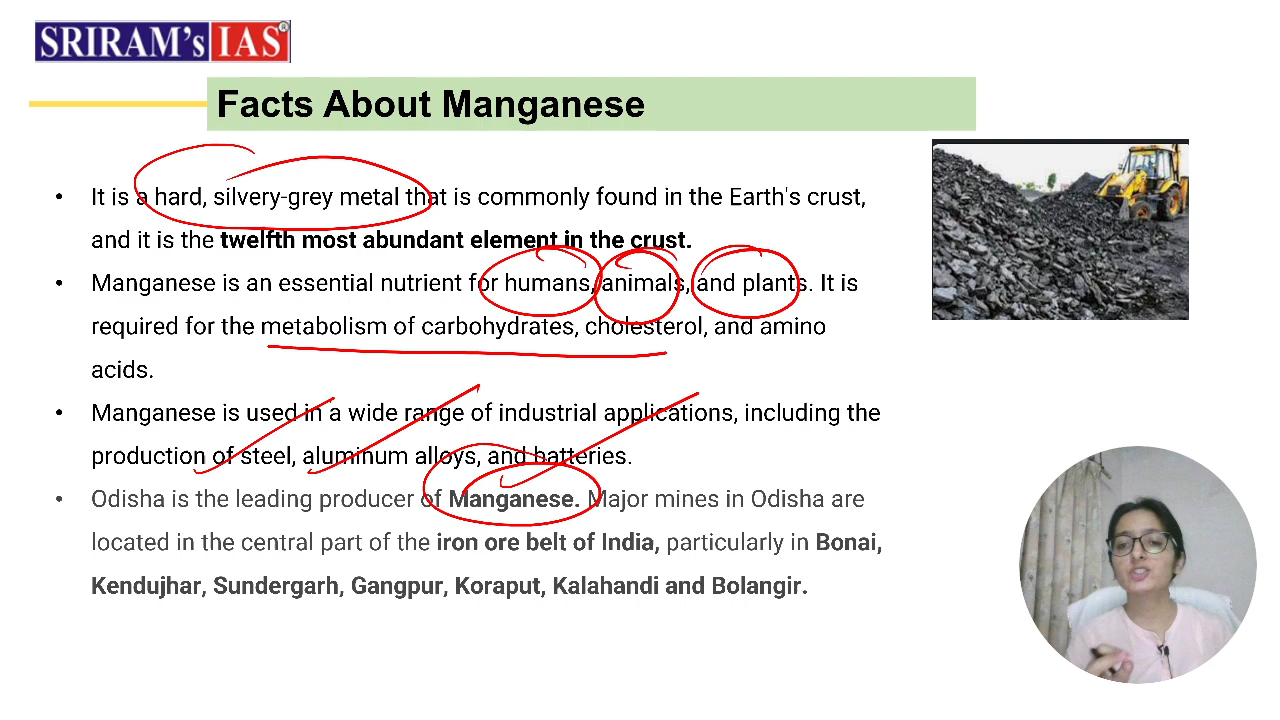 SRIRAM's IAS®
Facts About Manganese
• It is a hard, silvery-grey metal that is commonly found in the Earth's crust,
and it is the twelfth most abundant element in the crust.
• Manganese is an essential nutrient for humans, animals, and plants. It is
required for the metabolism of carbohydrates, cholesterol, and amino
acids.
• Manganese is used in a wide range of industrial applications, including the
production of steel, aluminum alloys, and batteries.
• Odisha is the leading producer of Manganese. Major mines in Odisha are
located in the central part of the iron ore belt of India, particularly in Bonai,
Kendujhar, Sundergarh, Gangpur, Koraput, Kalahandi and Bolangir.